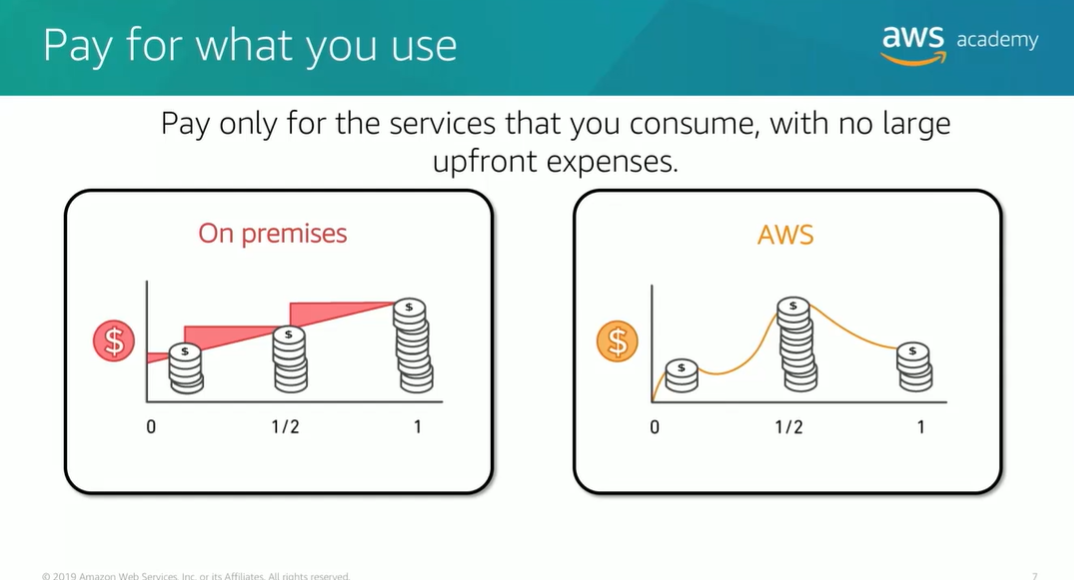 Pay for what you use
aws academy
Pay only for the services that you consume, with no large
upfront expenses.
On premises
$
$
$
$
0
1/2
1
AWS
$
$
$
$
0
1/2
1
© 2019 Amazon Web Services, Inc. or its Affiliates. All rights reserved.
7